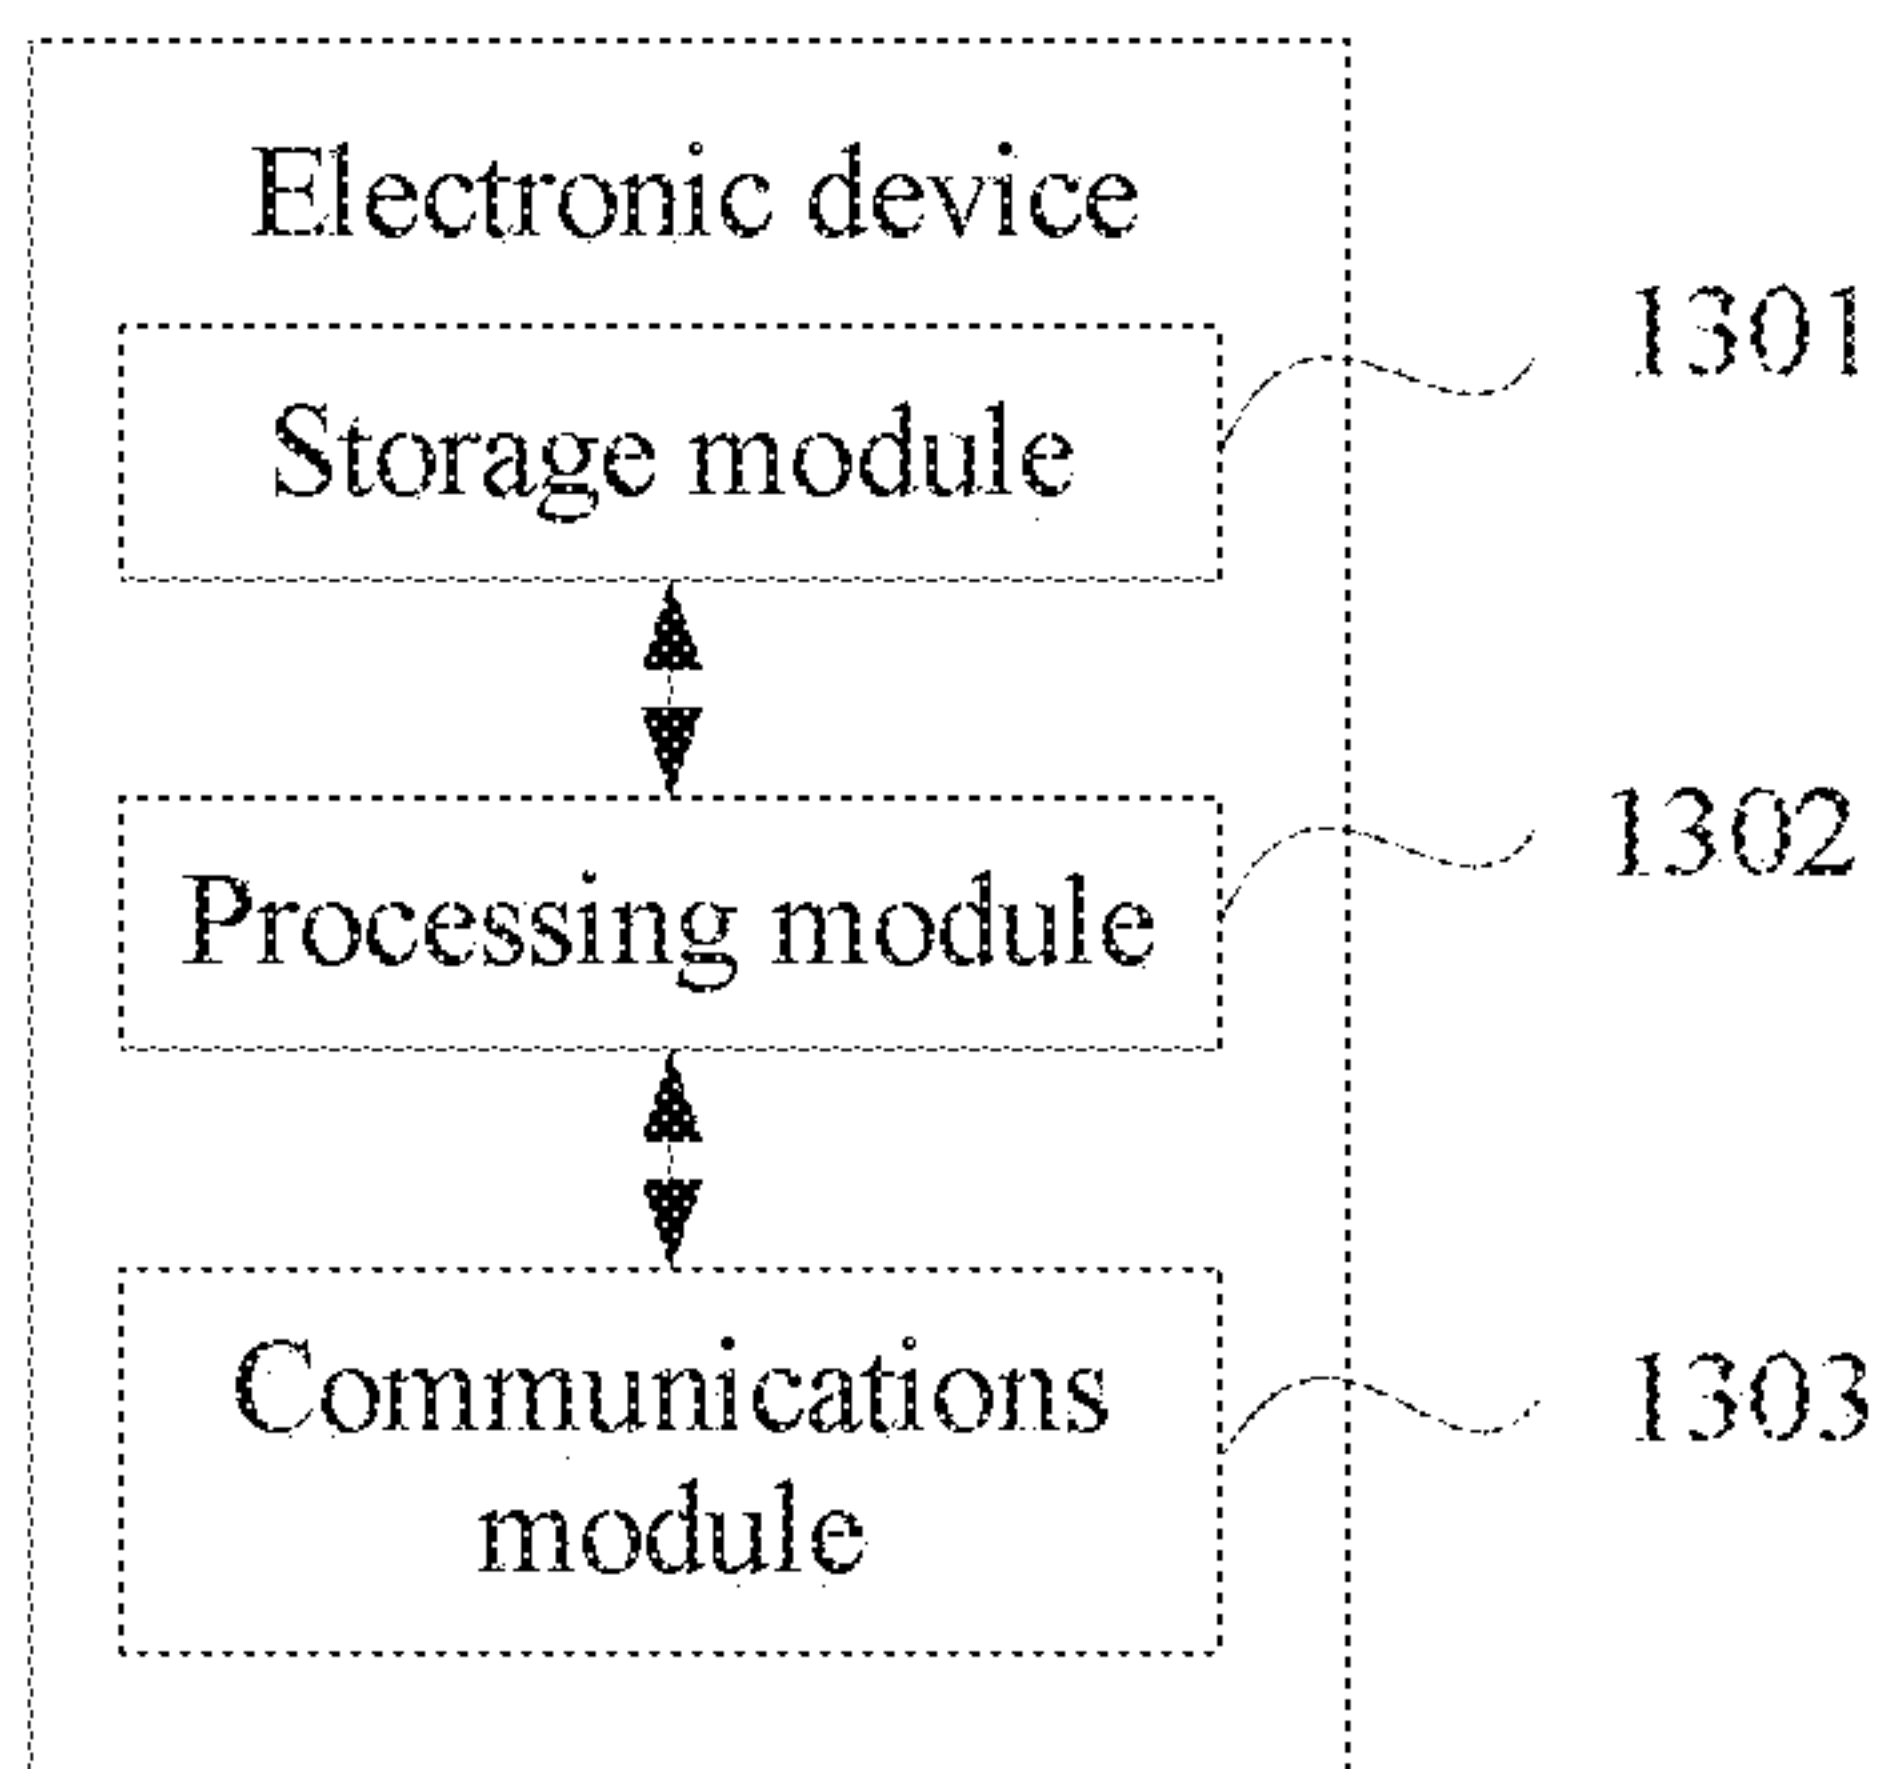 Electronic device
1301
Storage module
1302
Processing module
1303
Communications
module